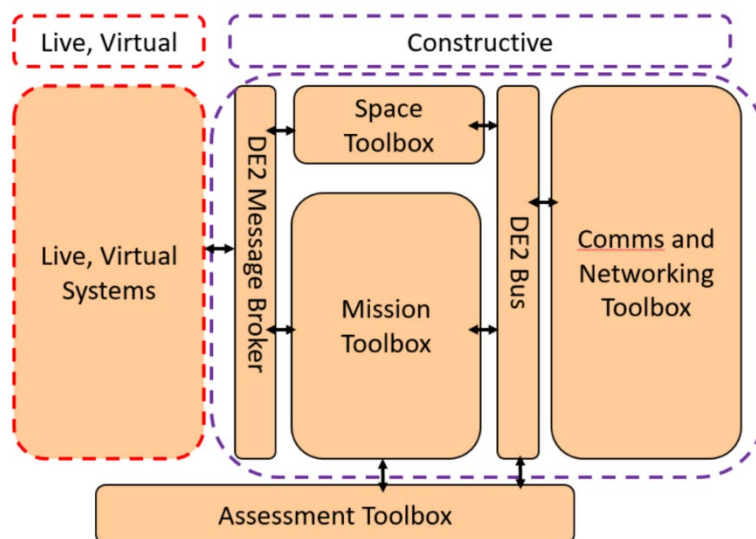 Live, Virtual
Constructive
Live, Virtual
Systems
DE2 Message Broker
Space
Toolbox
Mission
Toolbox
DE2 Bus
Comms and
Networking
Toolbox
Assessment Toolbox